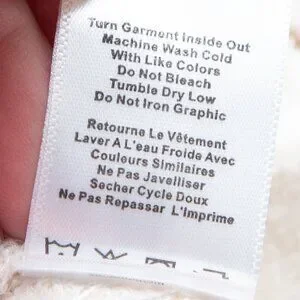 Turn Garment Inside Out
Machine Wash Cold
With Like Colors
Do Not Bleach
Tumble Dry Low
Do Not Iron Graphic
Retourne Le Vêtement
Laver A L'eau Froide Avec
Couleurs Similaires
Ne Pas Javelliser
Secher Cycle Doux
Ne Pas Repassar L'Imprime